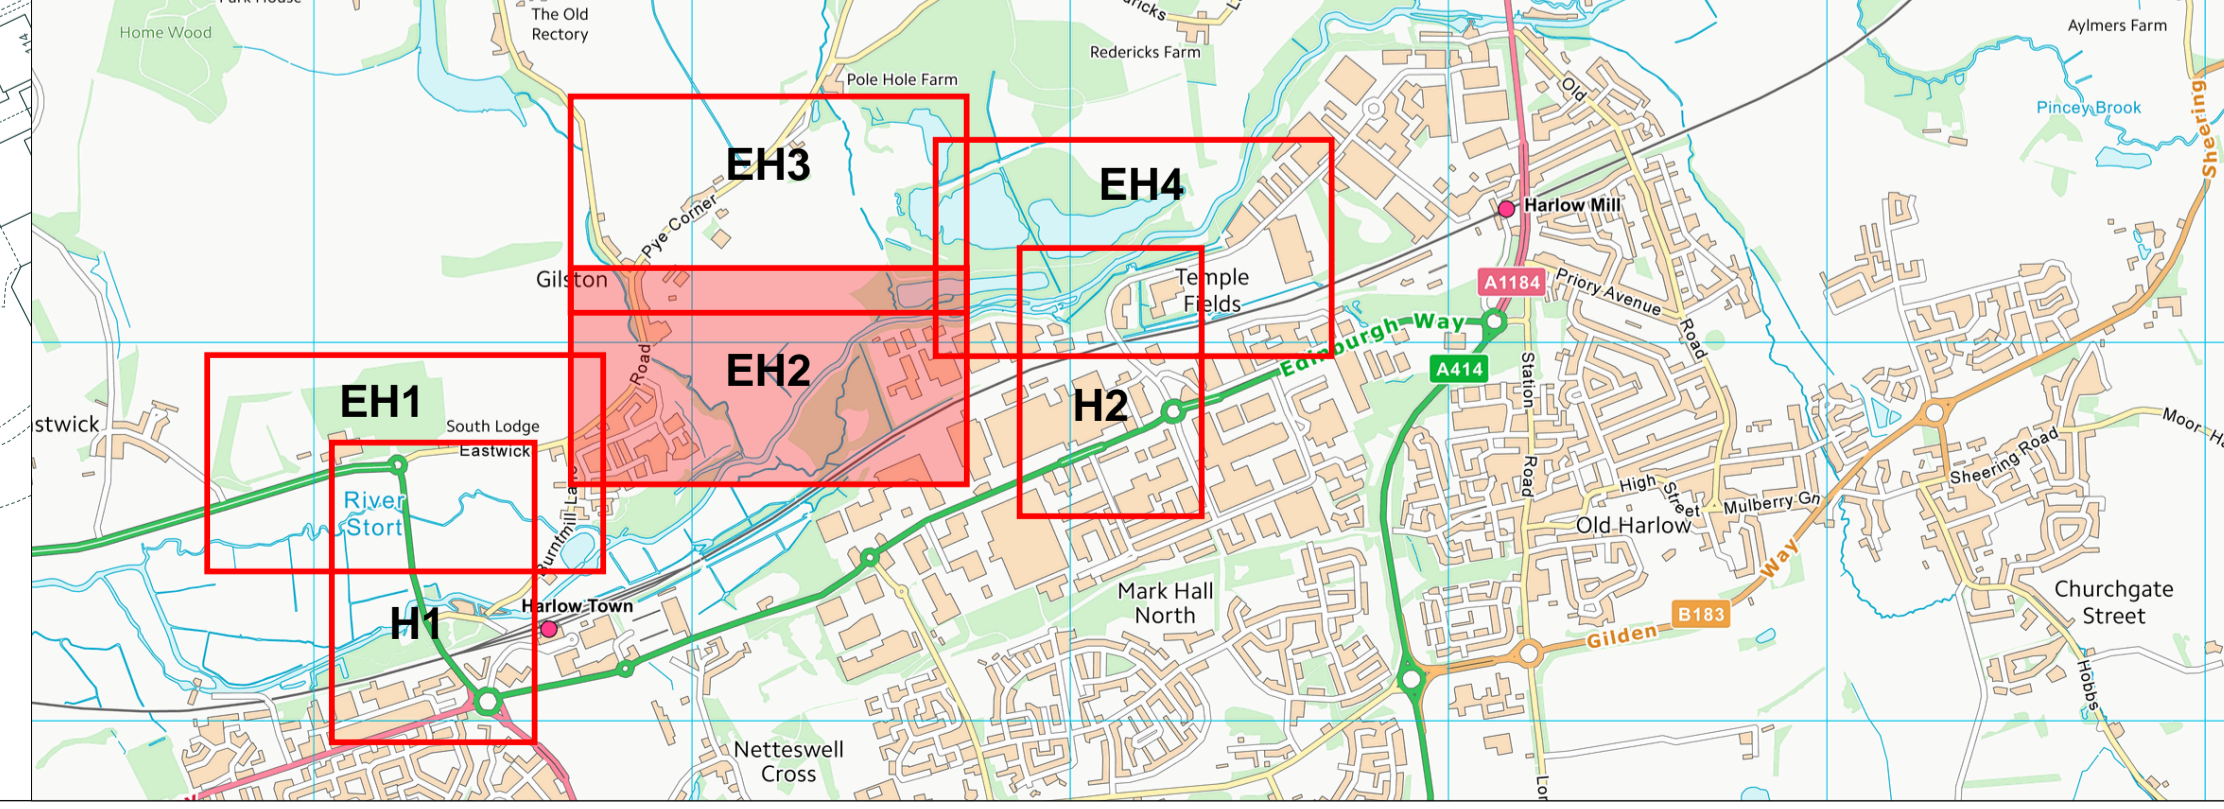 Home Wood
The Old
Rectory
Redericks Farm
Aylmers Farm
Pole Hole Farm
Old
Pincey Brook
Sheering
EH3
EH4
Pye Corner
Harlow Mill
Gilston
Temple
Fields
A1184
Priory Avenue
Edinburgh Way
Road
EH2
Road
A414
Station
Road
EH1
H2
South Lodge
Eastwick
stwick
Moor
Sheering Road
River
Stort
High Street
Mulberry Gn
Old Harlow
Burntmill Lane
Way
Mark Hall
North
Churchgate
Street
Harlow Town
H1
B183
Gilden
Hobbs
Netteswell
Cross